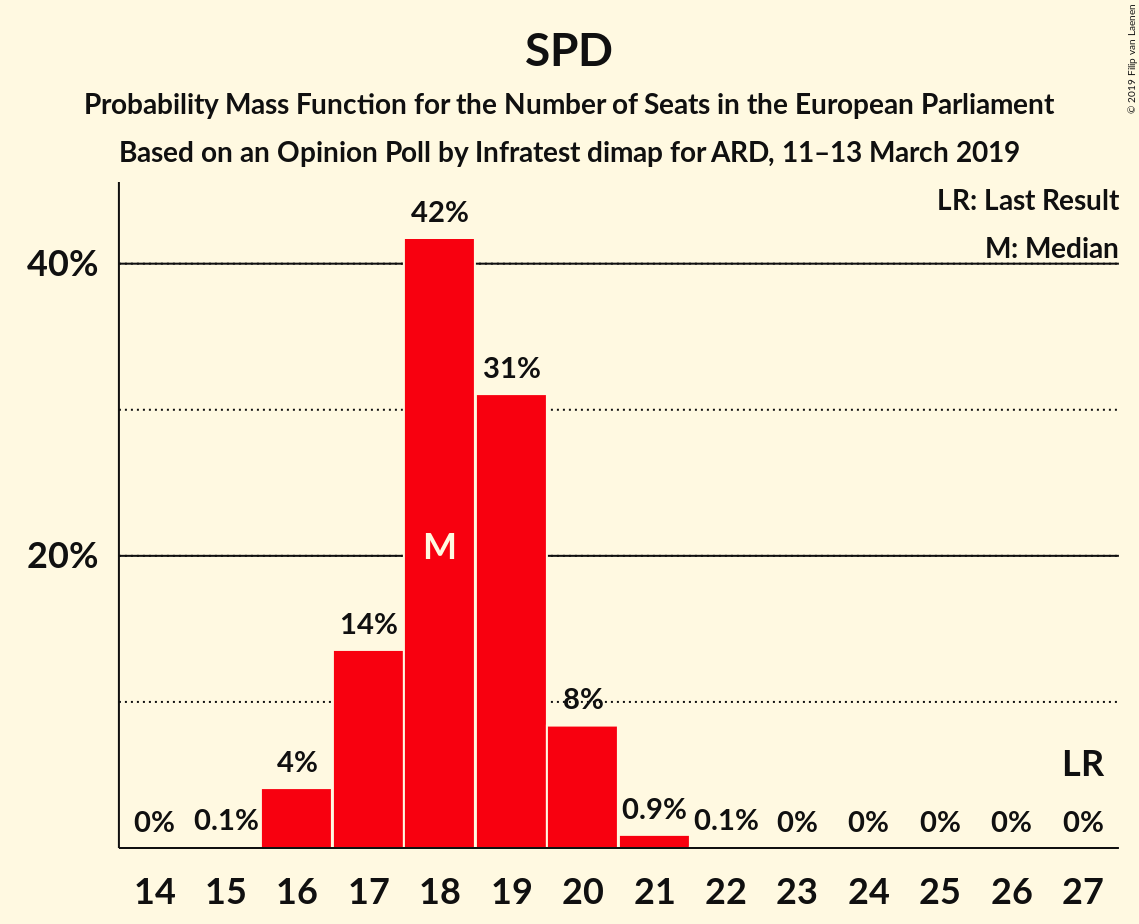 SPD
Probability Mass Function for the Number of Seats in the European Parliament
Based on an Opinion Poll by Infratest dimap for ARD, 11–13 March 2019
© 2019 Filip van Laenen
LR: Last Result
M: Median
40%
20%
0%
0.1%
4%
14%
42%
M
31%
8%
0.9%
0.1%
0%
0%
0%
0%
LR
0%
14 15 16 17 18 19 20 21 22 23 24 25 26 27